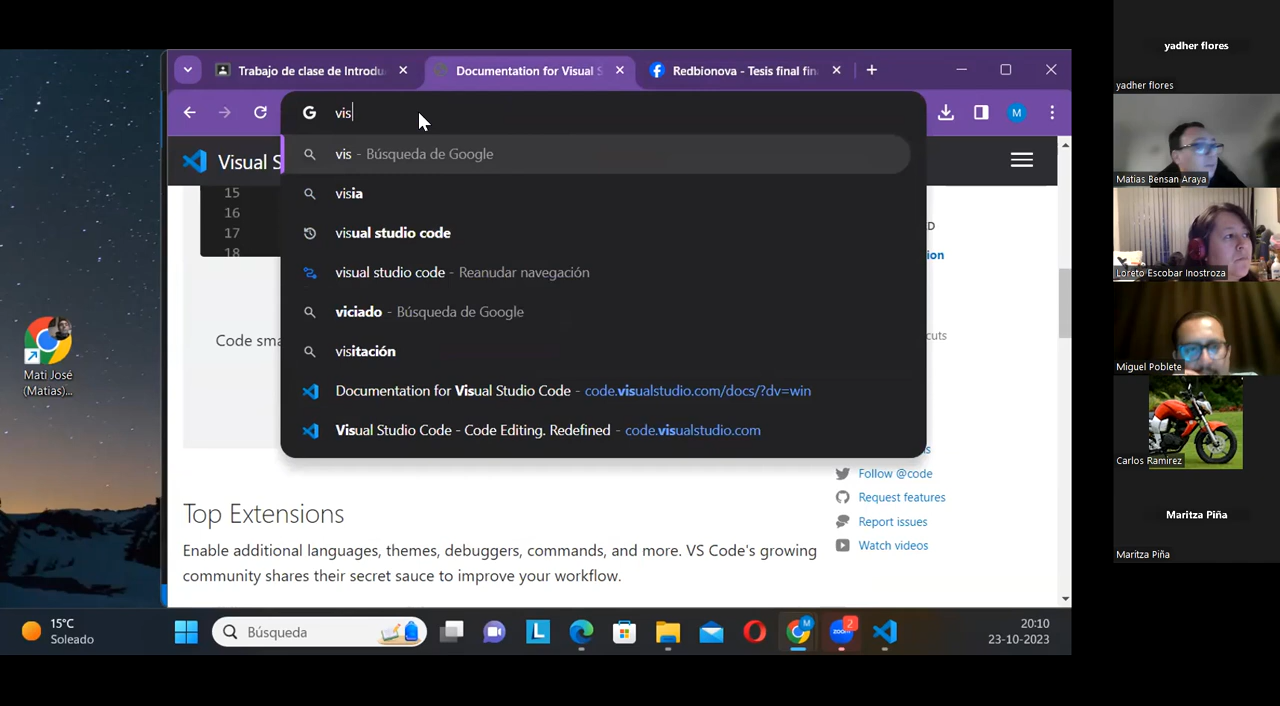 Trabajo de clase de Introdu
Documentation for Visual S
Redbionova - Tesis final fin
vis
M
Visual S
vis - Búsqueda de Google
visia
visual studio code
visual studio code - Reanudar navegación
viciado - Búsqueda de Google
visitación
Documentation for Visual Studio Code - code.visualstudio.com/docs/?dv=win
Visual Studio Code - Code Editing. Redefined - code.visualstudio.com
15
16
17
18
Code sma
D
ion
cuts
s
Follow @code
Request features
Report issues
Watch videos
Top Extensions
Enable additional languages, themes, debuggers, commands, and more. VS Code's growing
community shares their secret sauce to improve your workflow.
Mati José
(Matias)...
15°C
Soleado
Búsqueda
L
M
zoom
2
20:10
23-10-2023
yadher flores
yadher flores
Matias Bensan Araya
Loreto Escobar Inostroza
Miguel Poblete
Carlos Ramirez
Maritza Piña
Maritza Piña